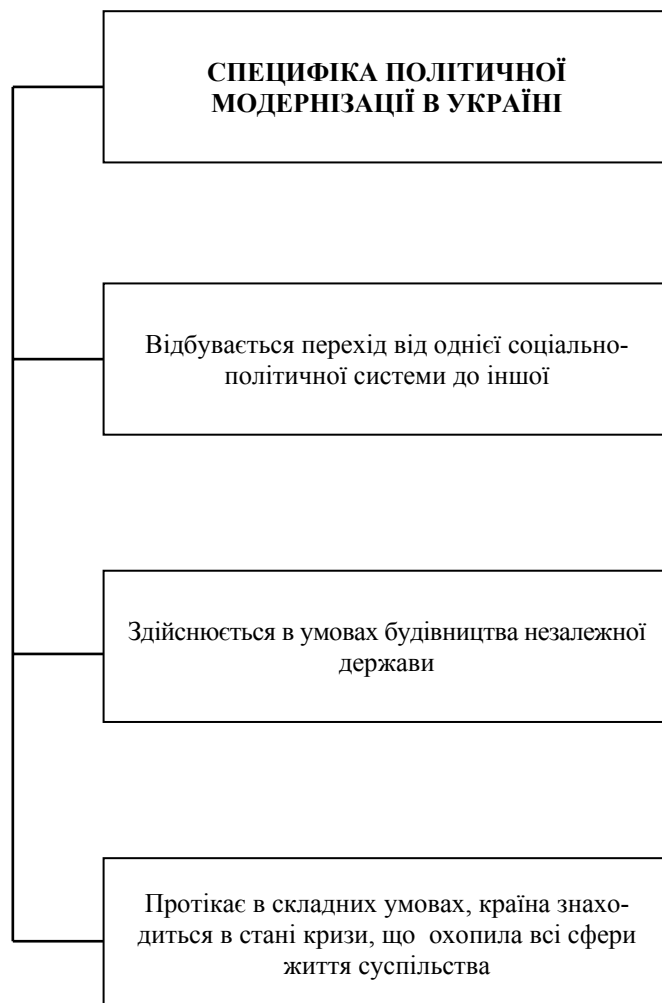 СПЕЦИФІКА ПОЛІТИЧНОЇ
МОДЕРНІЗАЦІЇ В УКРАЇНІ
Відбувається перехід від однієї соціально-
політичної системи до іншої
Здійснюється в умовах будівництва незалежної
держави
Протікає в складних умовах, країна знахо-
диться в стані кризи, що охопила всі сфери
життя суспільства